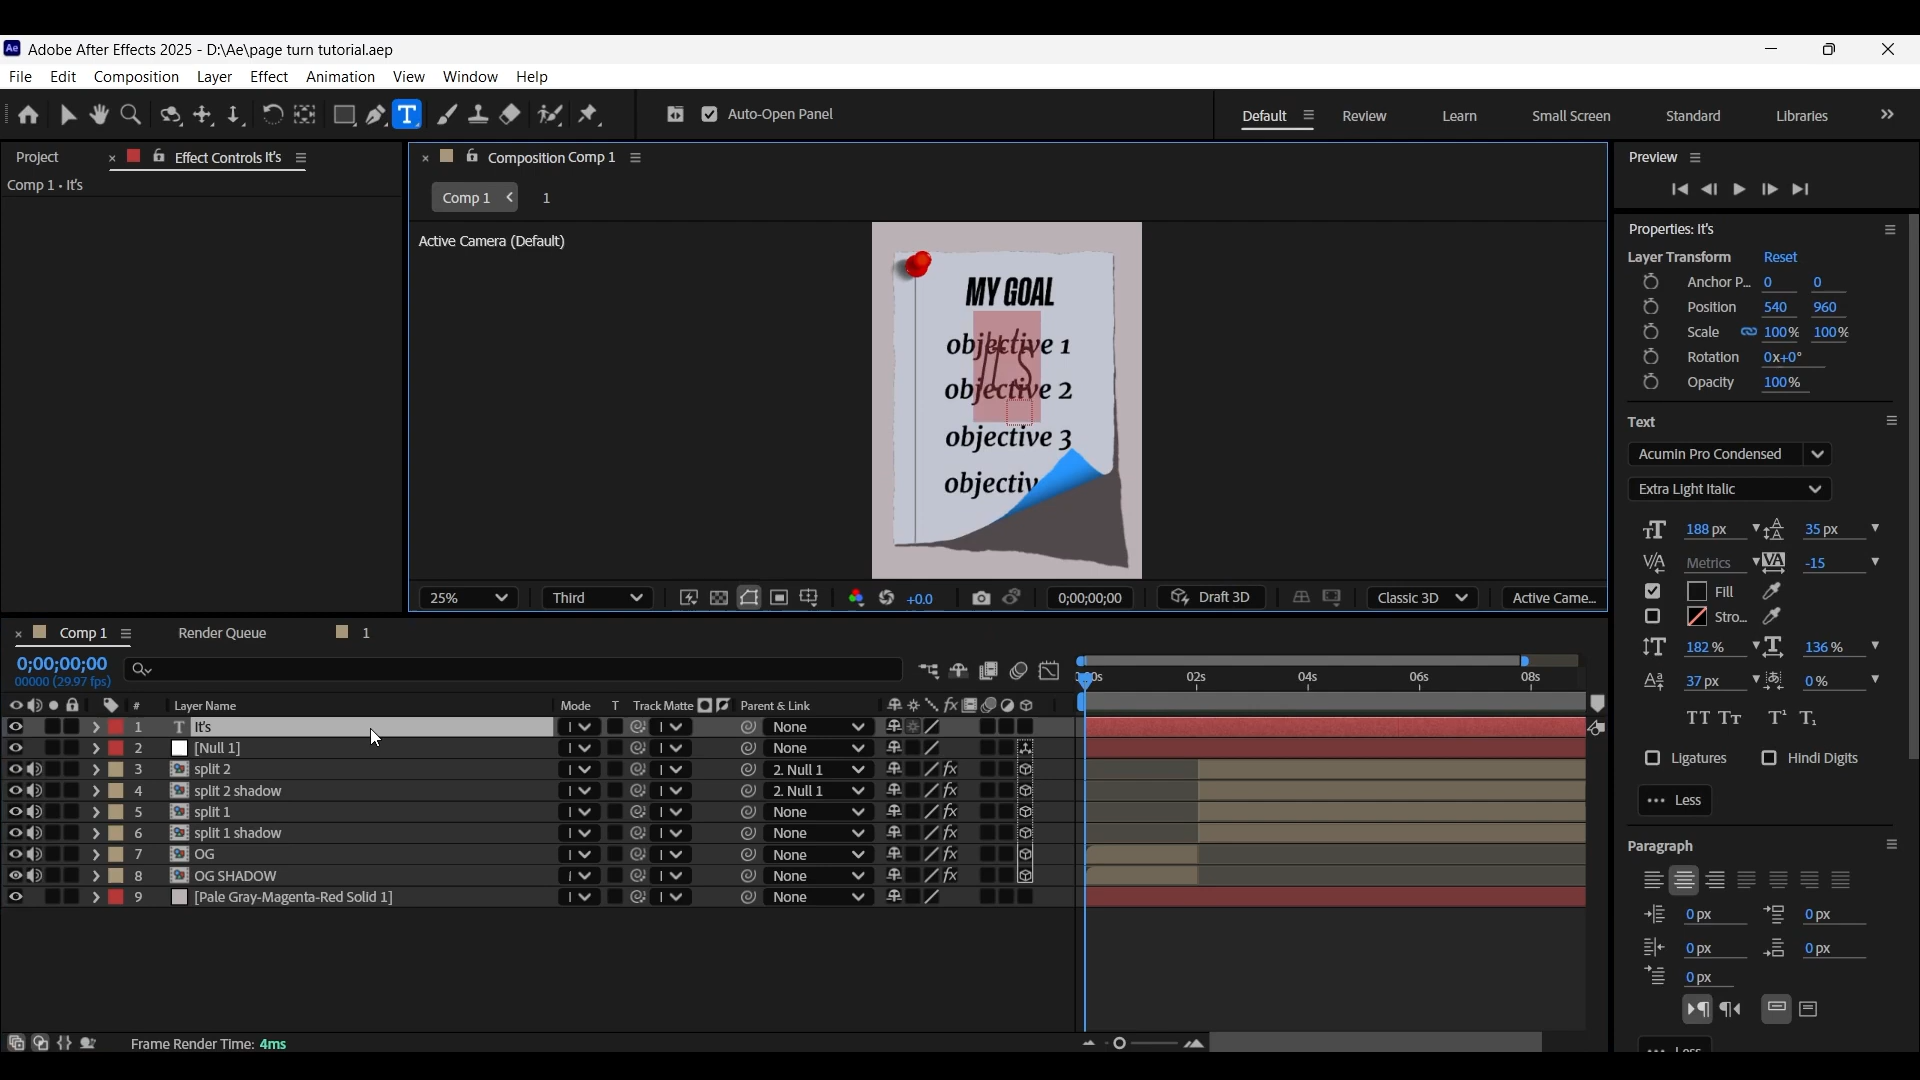 Ae Adobe After Effects 2025 - D:\Ae\page turn tutorial.aep
File Edit Composition Layer Effect Animation View Window Help
Auto-Open Panel
Default Review Learn Small Screen Standard Libraries
Project
Effect Controls It's
Comp 1 • It's
Composition Comp 1
Comp 1 1
Active Camera (Default)
MY GOAL
objective 1
It's
objective 2
objective 3
objectiv
25% Third +0.0 0;00;00;00 Draft 3D Classic 3D Active Came...
Preview
Properties: It's
Layer Transform Reset
Anchor P... 0 0
Position 540 960
Scale 100% 100%
Rotation 0x+0°
Opacity 100%
Text
Acumin Pro Condensed
Extra Light Italic
188 px 35 px
Metrics -15
Fill
Stro...
182 % 136 %
37 px 0 %
Ligatures Hindi Digits
Less
Paragraph
0 px 0 px
0 px 0 px
0 px
Less
Comp 1 Render Queue 1
0;00;00;00
00000 (29.97 fps)
02s 04s 06s 08s
# Layer Name Mode T Track Matte Parent & Link
1 T It's None
2 [Null 1] None
3 split 2 2. Null 1
4 split 2 shadow 2. Null 1
5 split 1 None
6 split 1 shadow None
7 OG None
8 OG SHADOW None
9 [Pale Gray-Magenta-Red Solid 1] None
Frame Render Time: 4ms